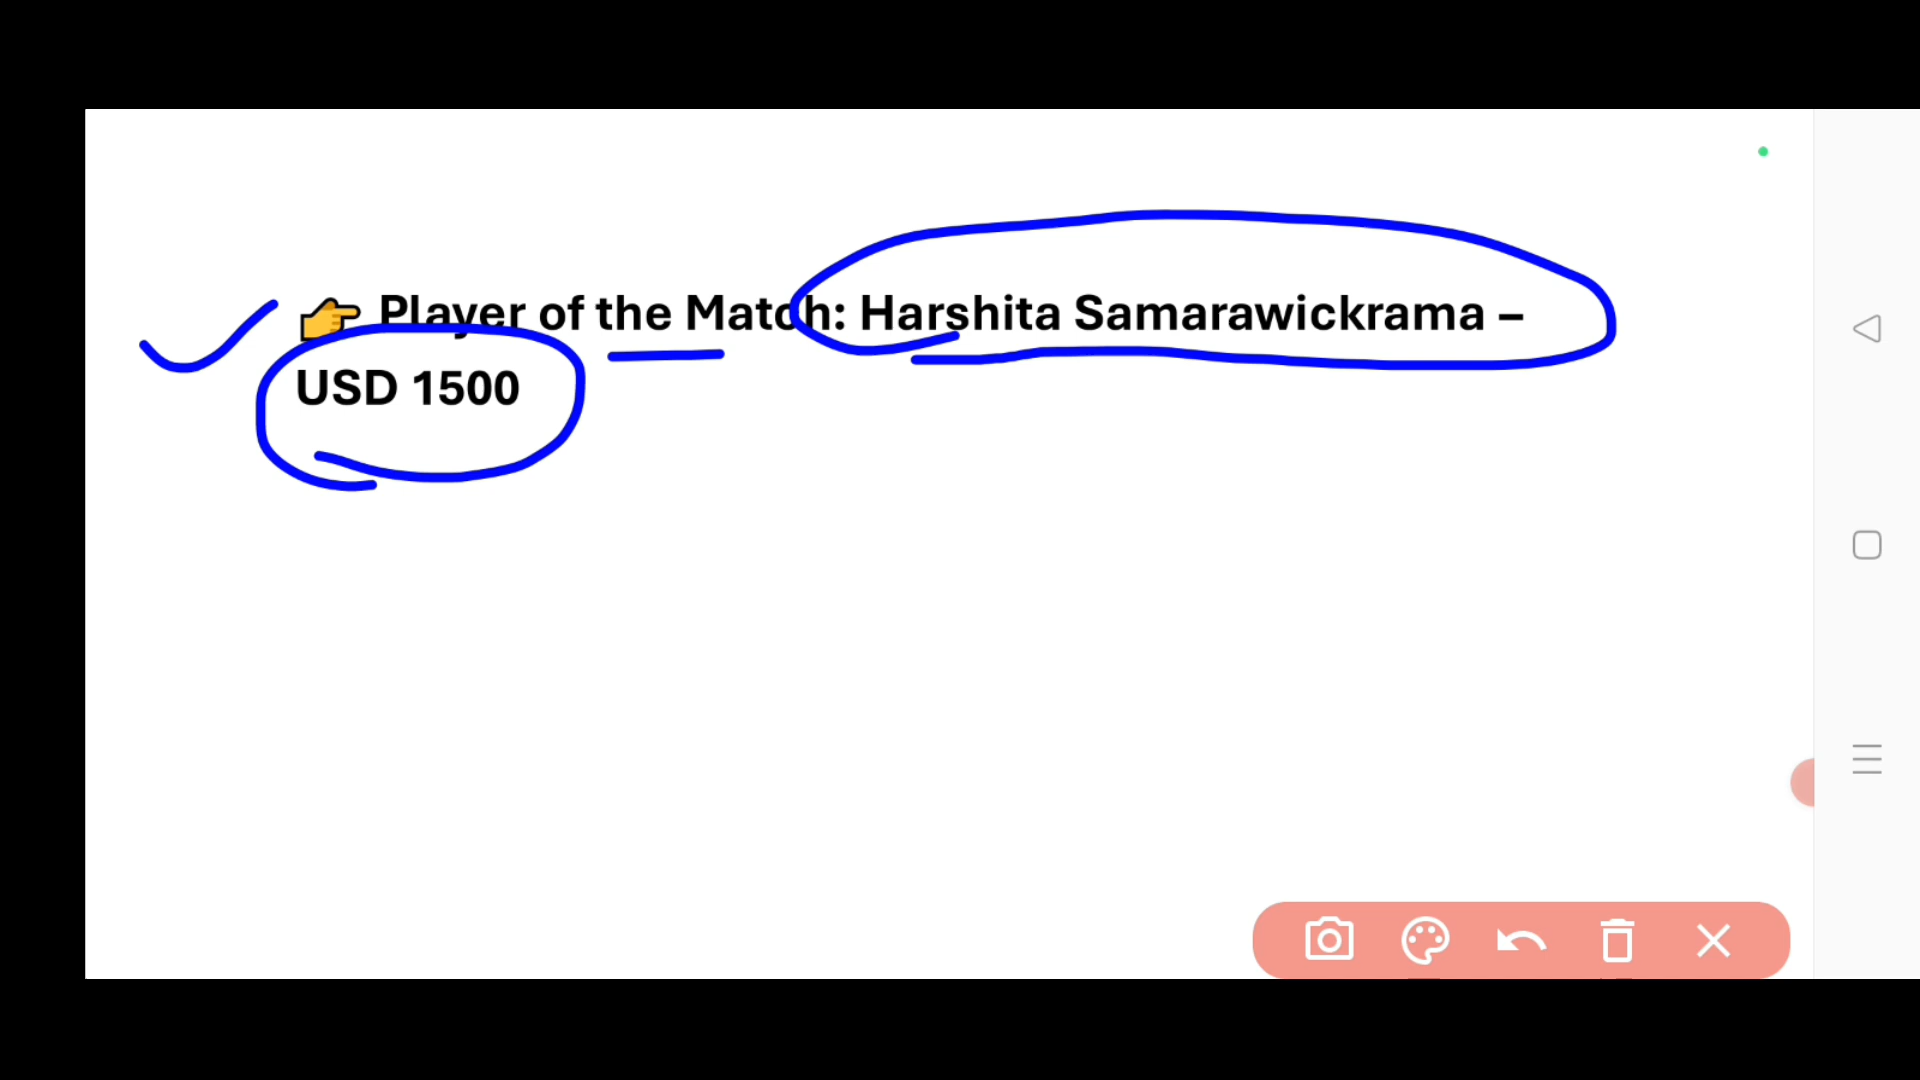 👉 Player of the Match: Harshita Samarawickrama –
USD 1500